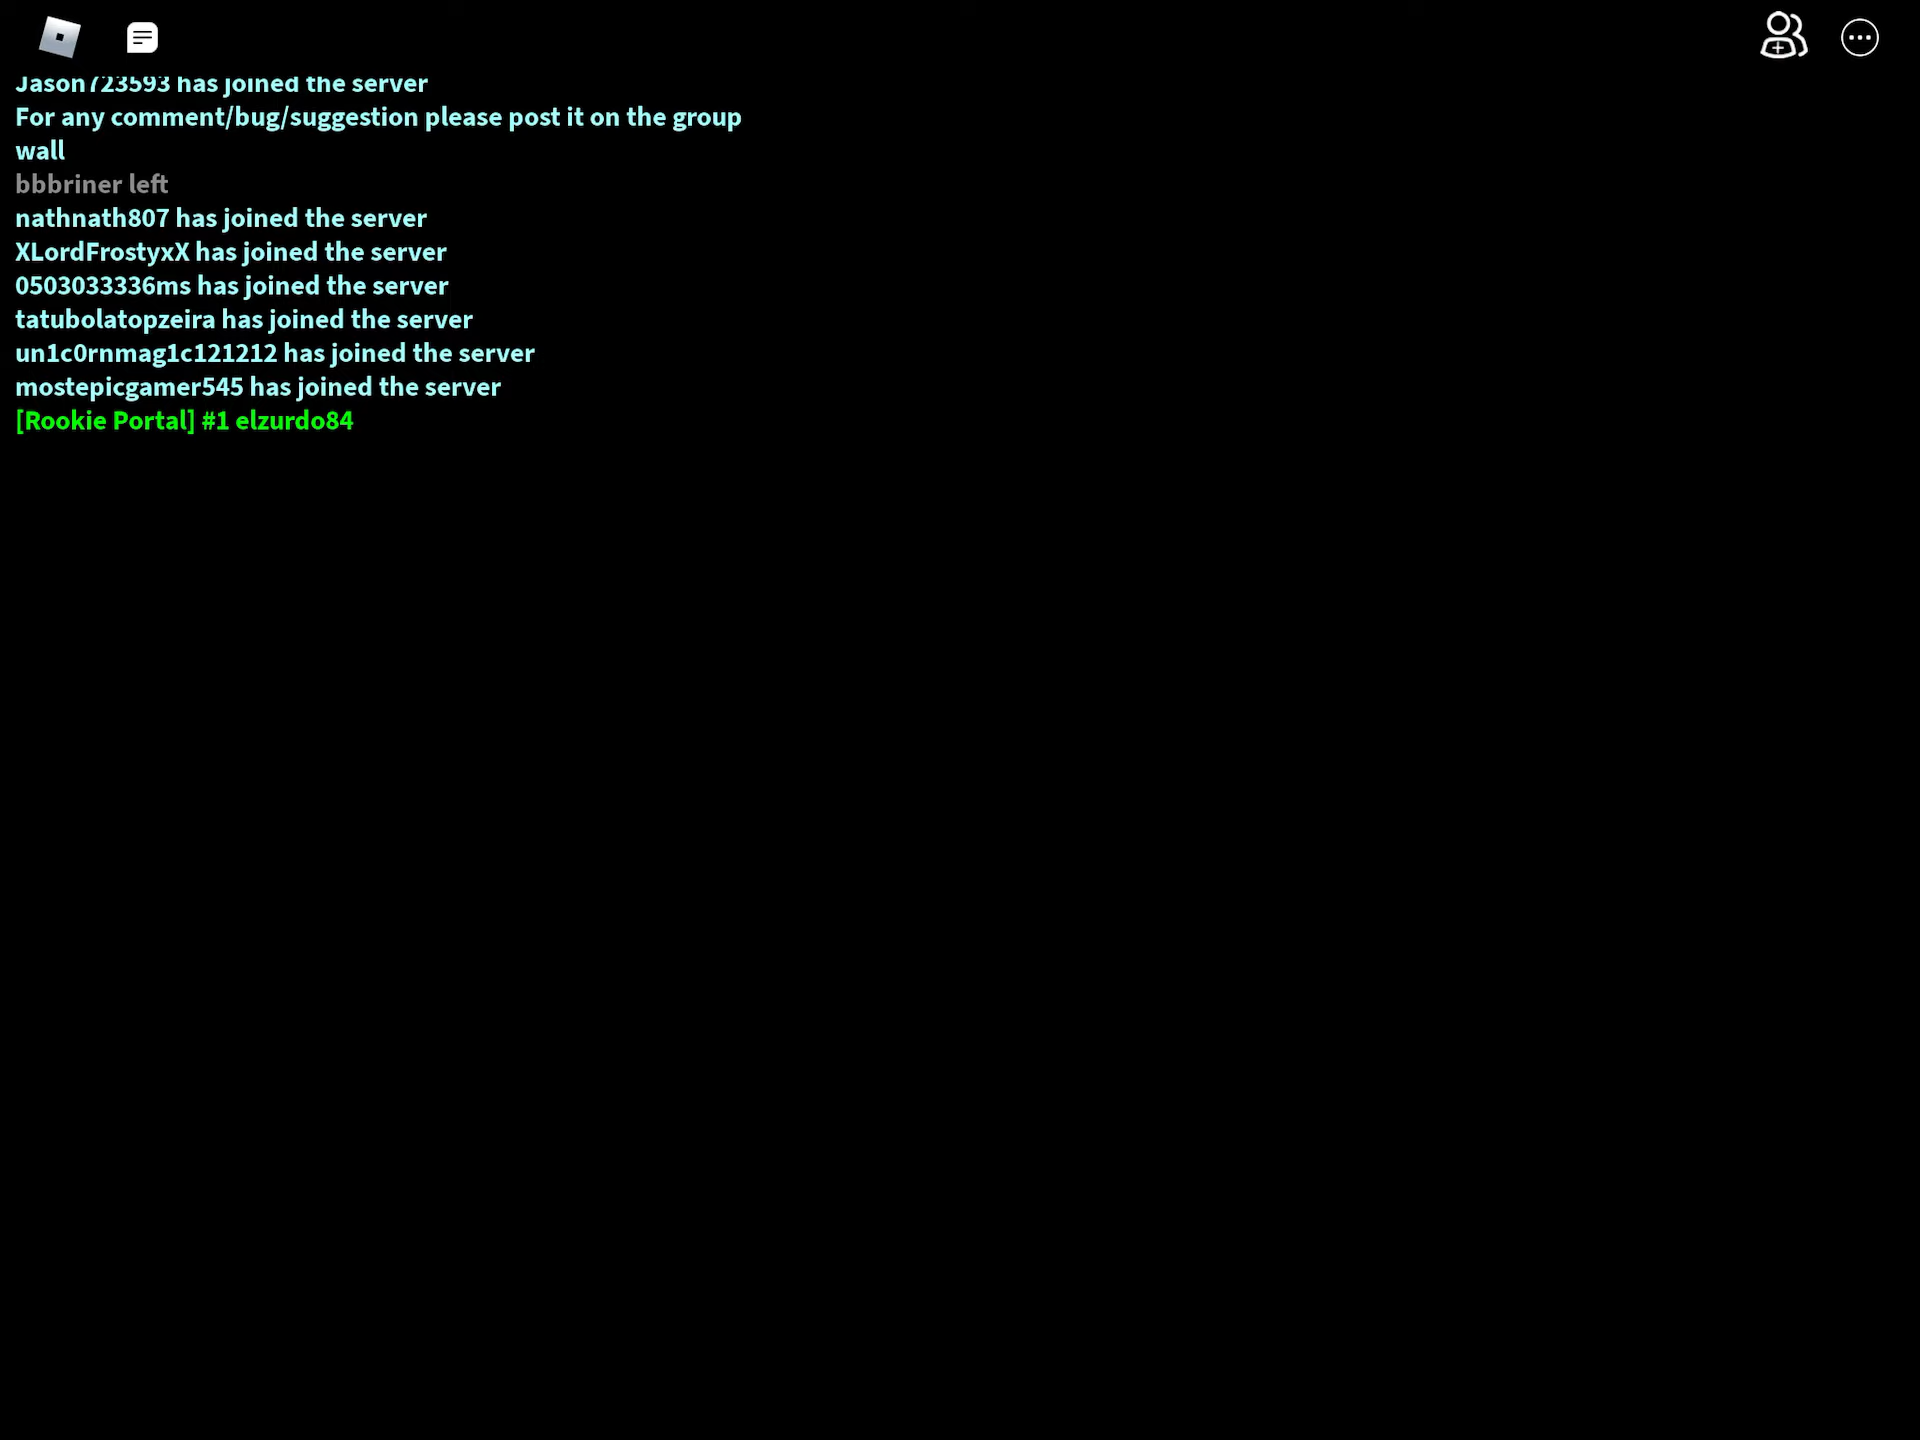 Jason723593 has joined the server
For any comment/bug/suggestion please post it on the group
wall
bbbriner left
nathnath807 has joined the server
XLordFrostyxX has joined the server
0503033336ms has joined the server
tatubolatopzeira has joined the server
un1c0rnmag1c121212 has joined the server
mostepicgamer545 has joined the server
[Rookie Portal] #1 elzurdo84